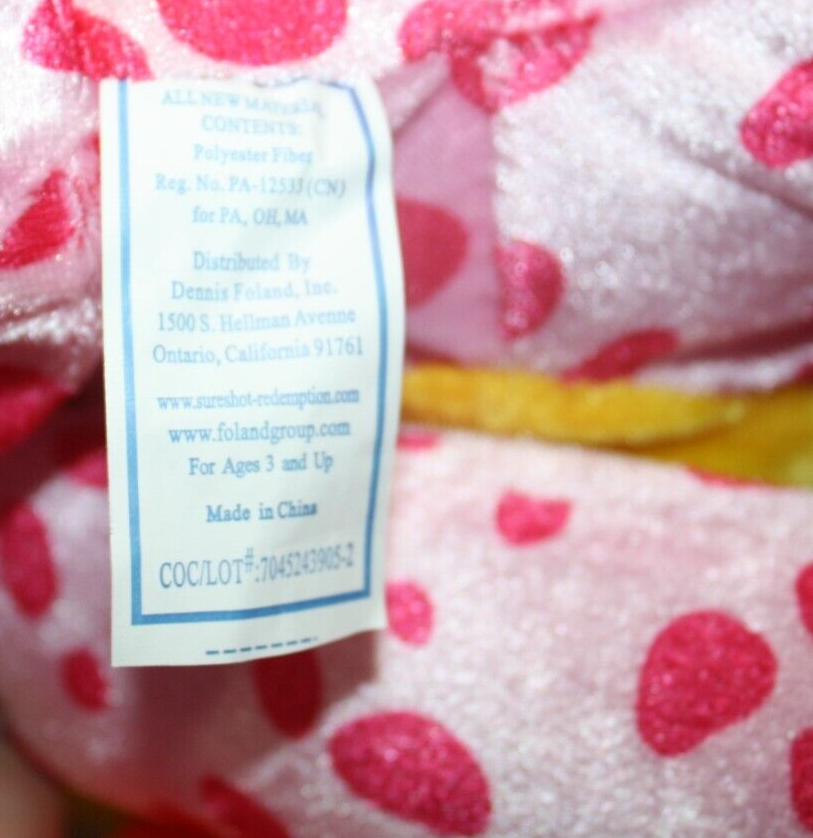 ALL NEW MATERIAL
CONTENTS:
Polyester Fiber
Reg. No. PA-12533 (CN)
for PA, OH, MA
Distributed By
Dennis Foland, Inc.
1500 S. Hellman Avenne
Ontario, California 91761
www.sureshot-redemption.com
www.folandgroup.com
For Ages 3 and Up
Made in China
COC/LOT#:7045243905-2